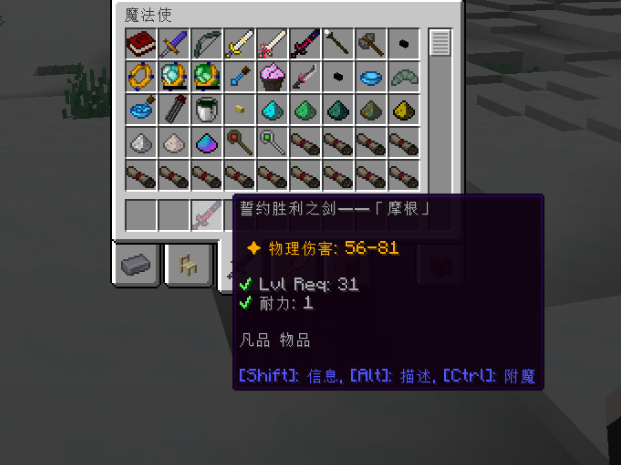 魔法使
誓约胜利之剑——「摩根」
物理伤害: 56-81
Lvl Req: 31
耐力: 1
凡品 物品
[Shift]: 信息, [Alt]: 描述, [Ctrl]: 附魔